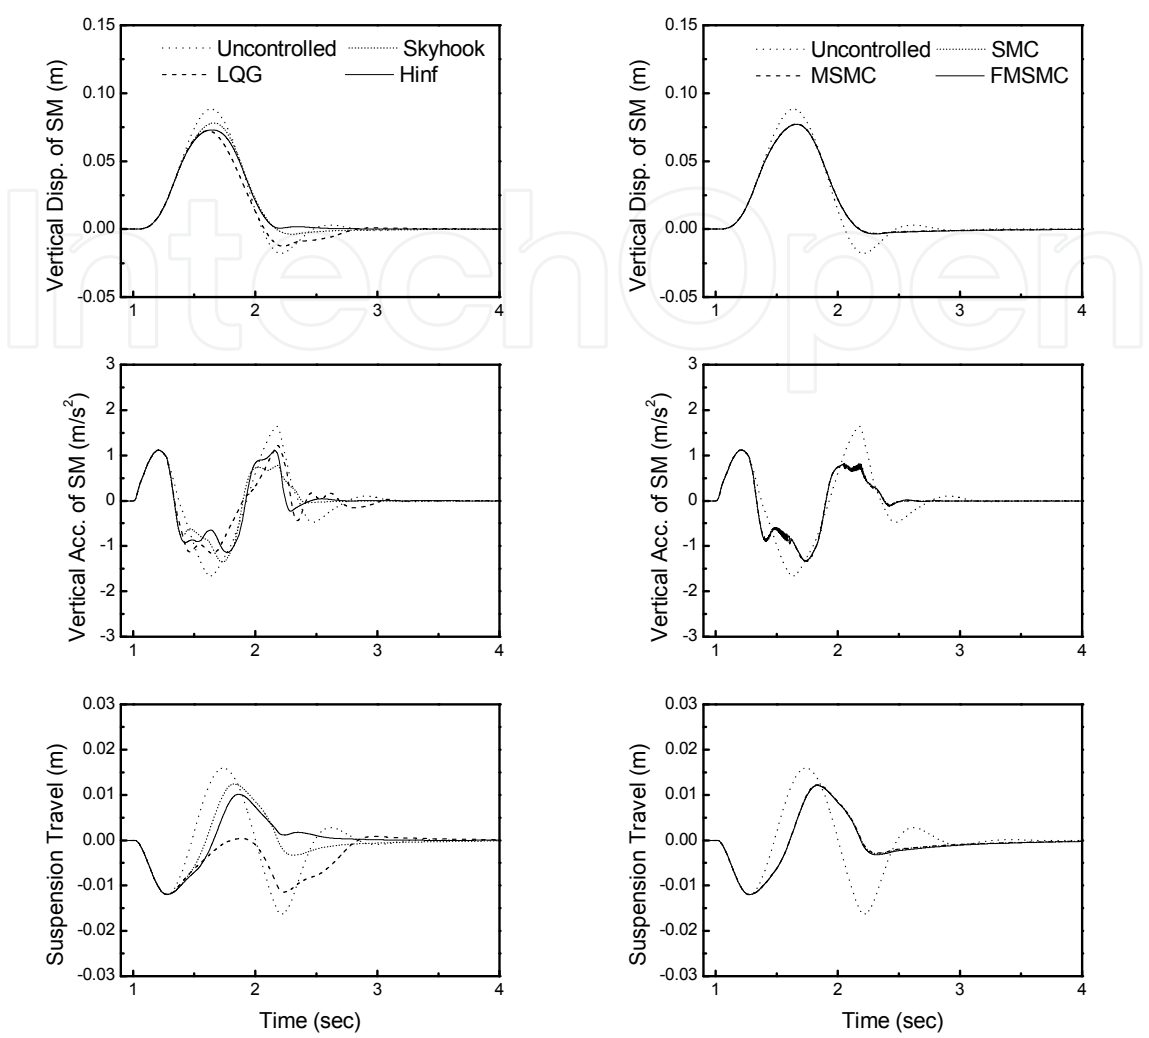 0.15
0.10
0.05
0.00
-0.05
Vertical Disp. of SM (m)
Uncontrolled Skyhook
LQG Hinf
1 2 3 4
0.15
0.10
0.05
0.00
-0.05
Vertical Disp. of SM (m)
Uncontrolled SMC
MSMC FMSMC
1 2 3 4
IntechOpen
3
2
1
0
-1
-2
-3
Vertical Acc. of SM (m/s²)
1 2 3 4
3
2
1
0
-1
-2
-3
Vertical Acc. of SM (m/s²)
1 2 3 4
0.03
0.02
0.01
0.00
-0.01
-0.02
-0.03
Suspension Travel (m)
1 2 3 4
Time (sec)
0.03
0.02
0.01
0.00
-0.01
-0.02
-0.03
Suspension Travel (m)
1 2 3 4
Time (sec)